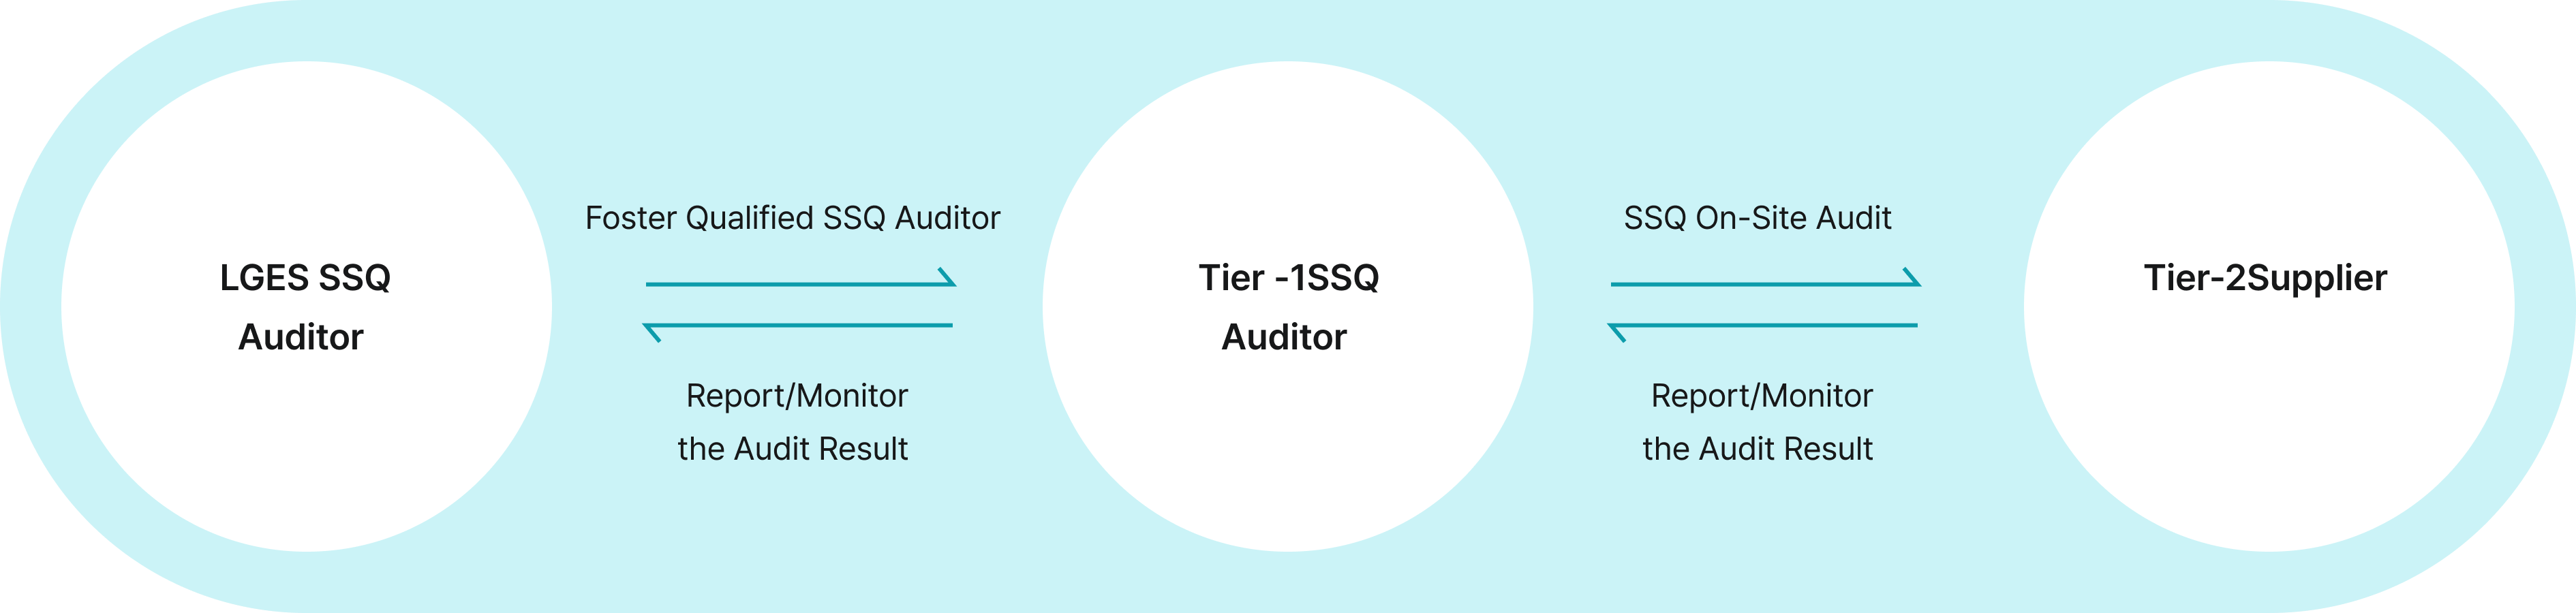 LGES SSQ
Auditor
Foster Qualified SSQ Auditor
Report/Monitor
the Audit Result
Tier -1SSQ
Auditor
SSQ On-Site Audit
Report/Monitor
the Audit Result
Tier-2Supplier